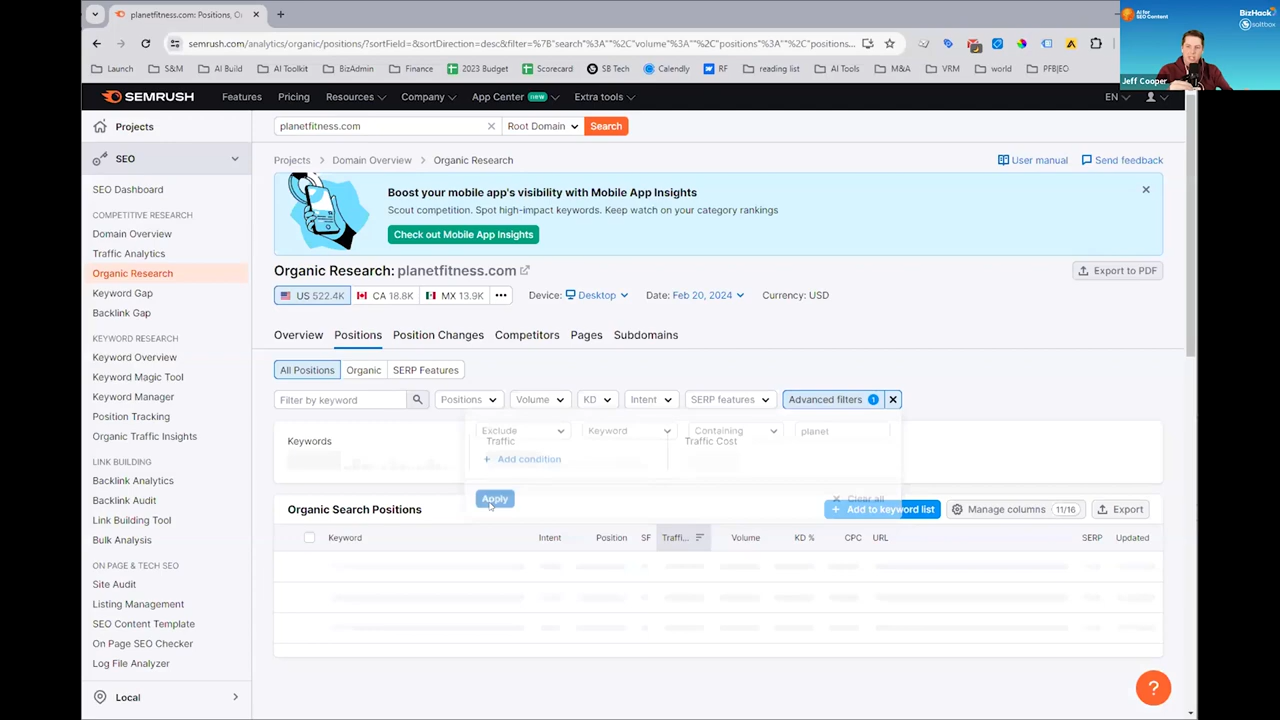 planetfitness.com: Positions, O
semrush.com/analytics/organic/positions/?sortField=&sortDirection=desc&filter=%7B"search"%3A""%2C"volume"%3A""%2C"positions"%3A""%2C"positions...
Launch S&M AI Build AI Toolkit BizAdmin Finance 2023 Budget Scorecard SB Tech Calendly RF reading list AI Tools M&A VRM world PFBJEO
AI for SEO Content
BizHack
saltbox
Jeff Cooper
SEMRUSH Features Pricing Resources Company App Center new Extra tools EN
Projects
SEO
SEO Dashboard
COMPETITIVE RESEARCH
Domain Overview
Traffic Analytics
Organic Research
Keyword Gap
Backlink Gap
KEYWORD RESEARCH
Keyword Overview
Keyword Magic Tool
Keyword Manager
Position Tracking
Organic Traffic Insights
LINK BUILDING
Backlink Analytics
Backlink Audit
Link Building Tool
Bulk Analysis
ON PAGE & TECH SEO
Site Audit
Listing Management
SEO Content Template
On Page SEO Checker
Log File Analyzer
Local
planetfitness.com Root Domain Search
Projects > Domain Overview > Organic Research User manual Send feedback
Boost your mobile app's visibility with Mobile App Insights
Scout competition. Spot high-impact keywords. Keep watch on your category rankings
Check out Mobile App Insights
Organic Research: planetfitness.com Export to PDF
US 522.4K CA 18.8K MX 13.9K ••• Device: Desktop Date: Feb 20, 2024 Currency: USD
Overview Positions Position Changes Competitors Pages Subdomains
All Positions Organic SERP Features
Filter by keyword Positions Volume KD Intent SERP features Advanced filters 1
Exclude Keyword Containing planet
Keywords Traffic Traffic Cost
+ Add condition
Apply Clear all
Organic Search Positions + Add to keyword list Manage columns 11/16 Export
Keyword Intent Position SF Traffi... Volume KD % CPC URL SERP Updated
?